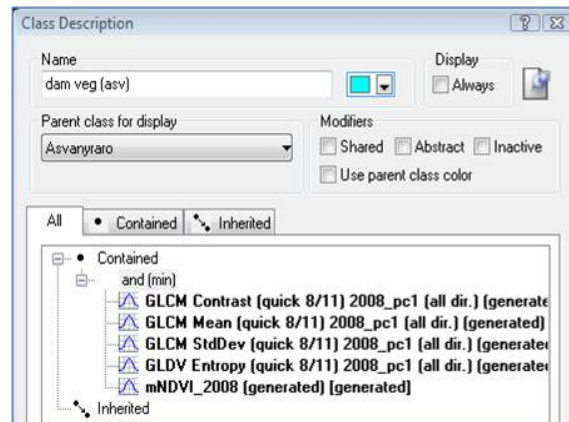 Class Description
Name
Display
dam veg (asv)
Always
Parent class for display
Modifiers
Asvanyraro
Shared Abstract Inactive
Use parent class color
All Contained Inherited
Contained
and (min)
GLCM Contrast (quick 8/11) 2008_pc1 (all dir.) (generate
GLCM Mean (quick 8/11) 2008_pc1 (all dir.) (generated)
GLCM StdDev (quick 8/11) 2008_pc1 (all dir.) (generate
GLDV Entropy (quick 8/11) 2008_pc1 (all dir.) (generate
mNDVI_2008 (generated) [generated]
Inherited